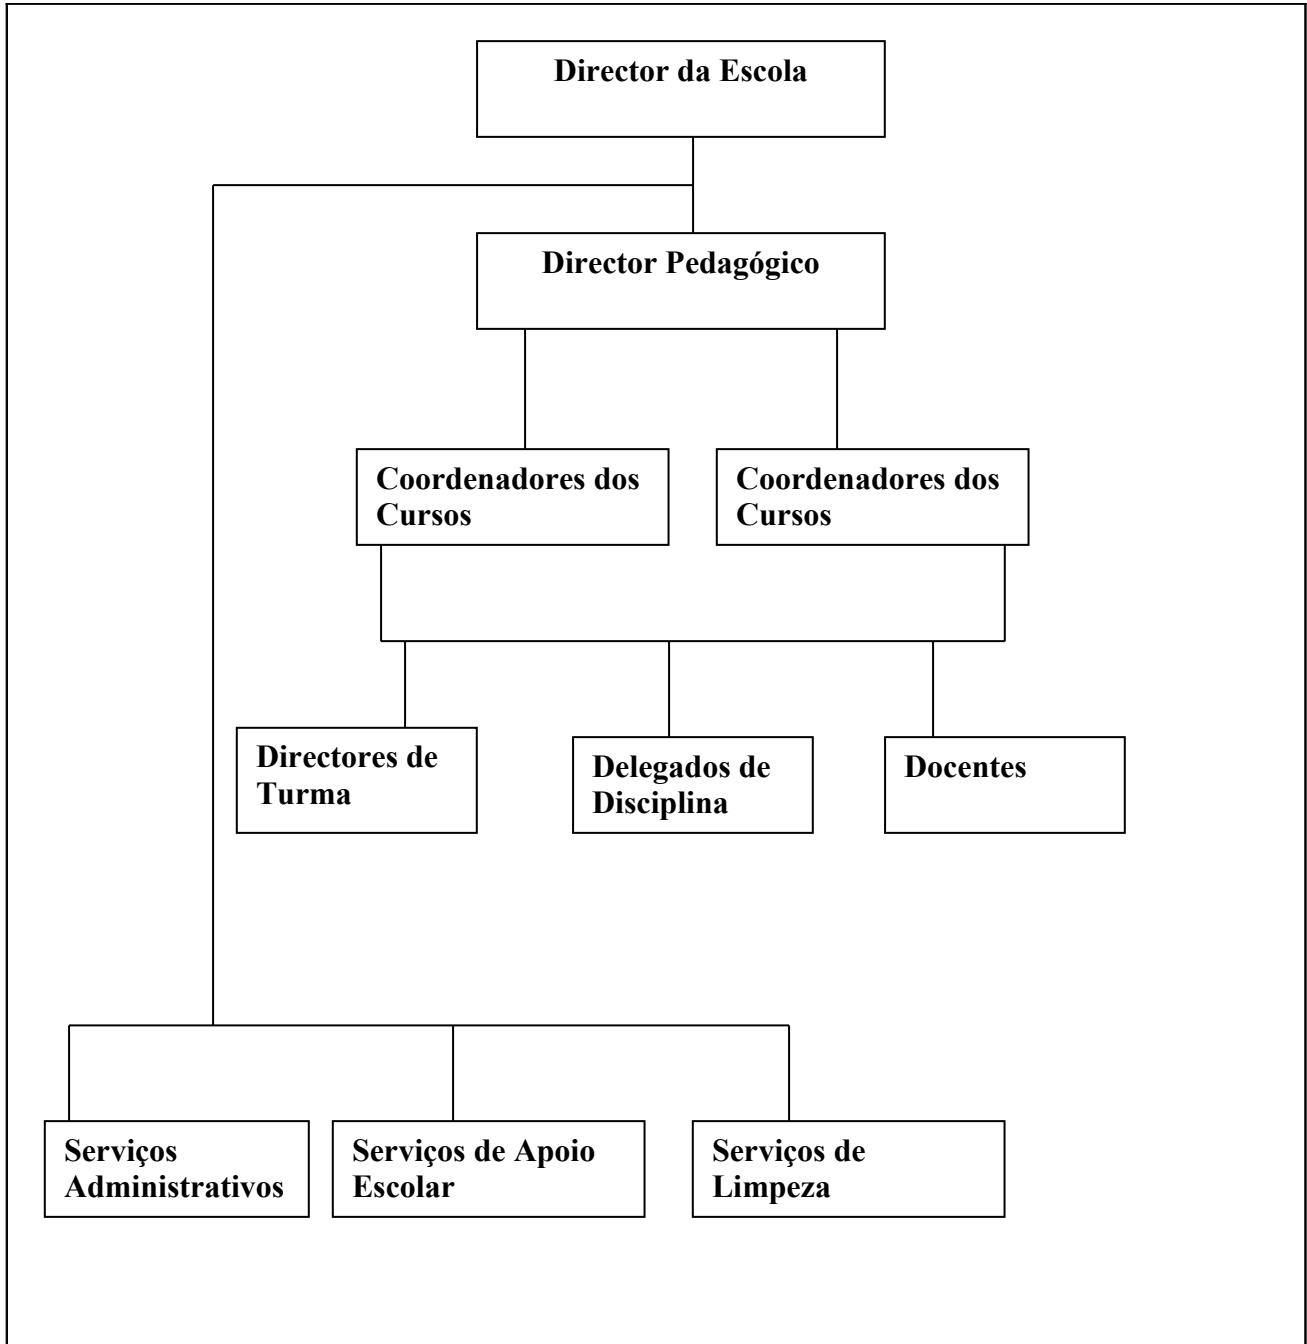 Director da Escola
Director Pedagógico
Coordenadores dos
Cursos
Coordenadores dos
Cursos
Directores de
Turma
Delegados de
Disciplina
Docentes
Serviços
Administrativos
Serviços de Apoio
Escolar
Serviços de
Limpeza